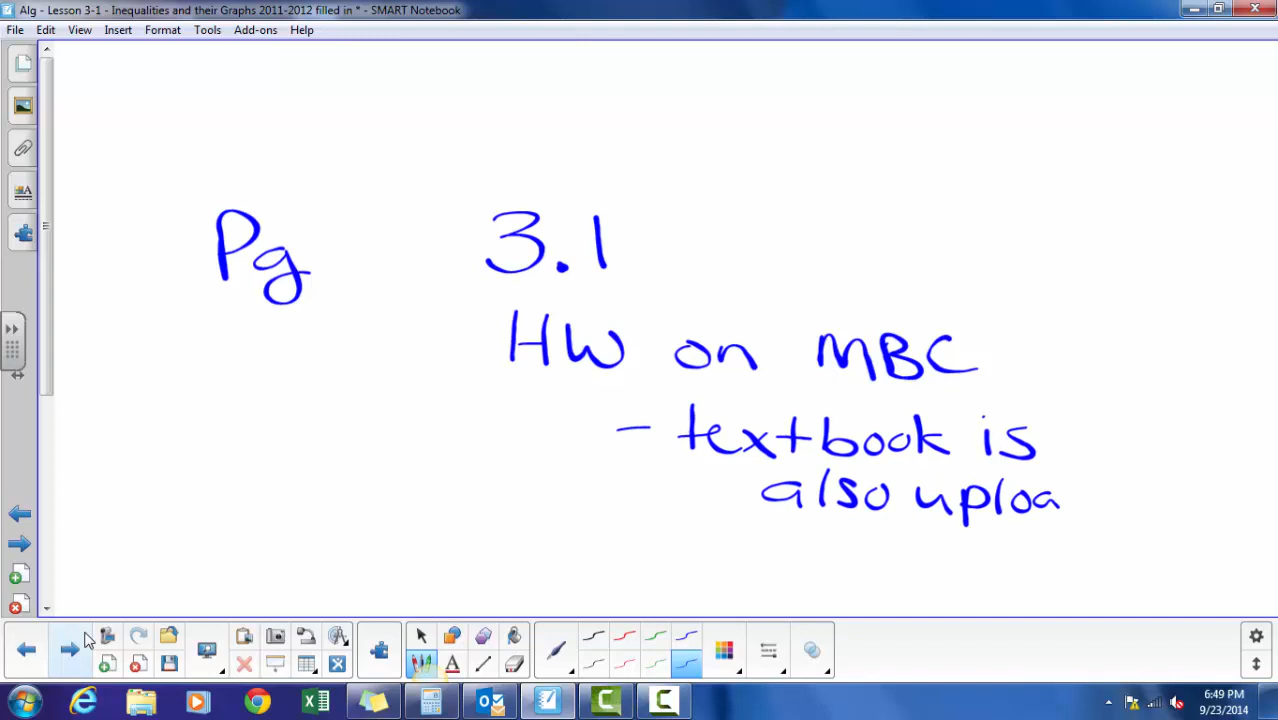 Alg - Lesson 3-1 - Inequalities and their Graphs 2011-2012 filled in * - SMART Notebook
File Edit View Insert Format Tools Add-ons Help
Pg 3.1
HW on MBC
- textbook is
also uploa
6:49 PM
9/23/2014